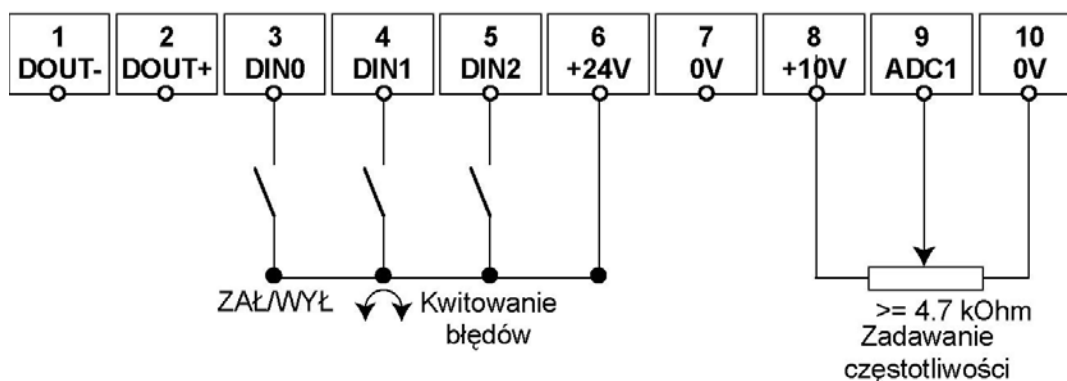 1 2 3 4 5 6 7 8 9 10
DOUT- DOUT+ DIN0 DIN1 DIN2 +24V 0V +10V ADC1 0V
ZAŁ/WYŁ Kwitowanie
błędów
>= 4.7 kOhm
Zadawanie
częstotliwości